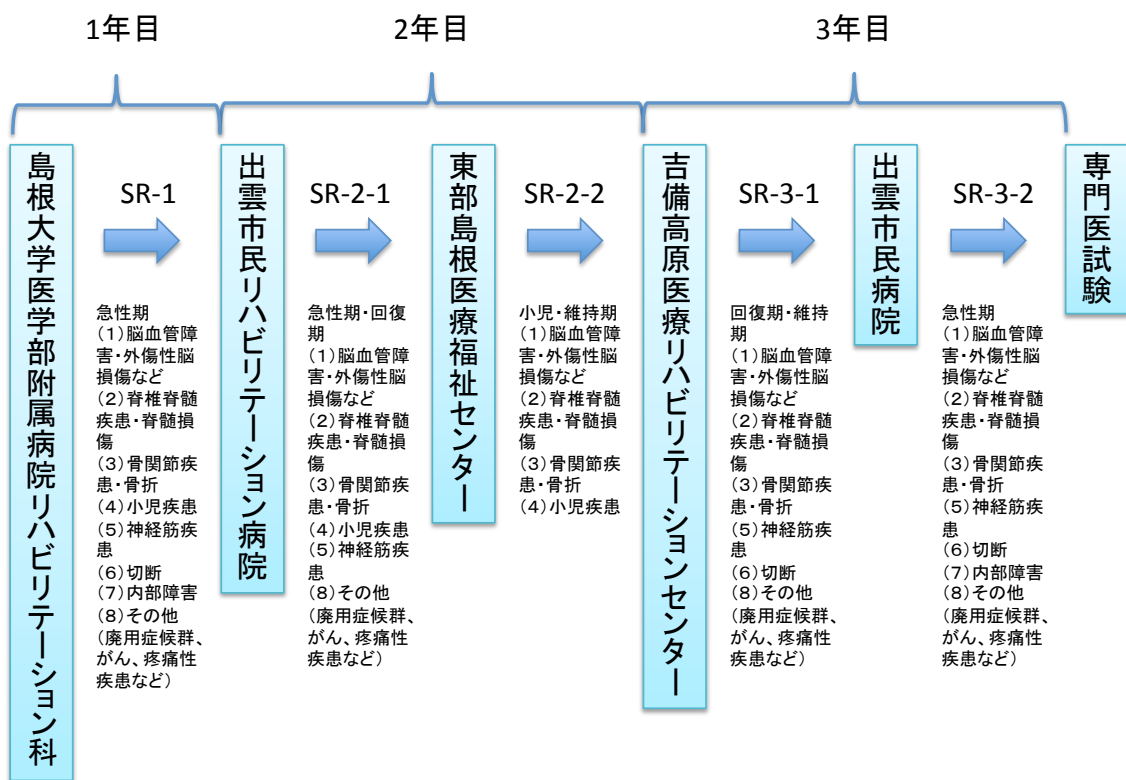 1年目
2年目
3年目
島根大学医学部附属病院リハビリテーション科
SR-1
急性期
(1)脳血管障
害・外傷性脳
損傷など
(2)脊椎脊髄
疾患・脊髄損
傷
(3)骨関節疾
患・骨折
(4)小児疾患
(5)神経筋疾
患
(6)切断
(7)内部障害
(8)その他
(廃用症候群、
がん、疼痛性
疾患など)
出雲市民リハビリテーション病院
SR-2-1
急性期・回復
期
(1)脳血管障
害・外傷性脳
損傷など
(2)脊椎脊髄
疾患・脊髄損
傷
(3)骨関節疾
患・骨折
(4)小児疾患
(5)神経筋疾
患
(8)その他
(廃用症候群、
がん、疼痛性
疾患など)
東部島根医療福祉センター
SR-2-2
小児・維持期
(1)脳血管障
害・外傷性脳
損傷など
(2)脊椎脊髄
疾患・脊髄損
傷
(3)骨関節疾
患・骨折
(4)小児疾患
吉備高原医療リハビリテーションセンター
SR-3-1
回復期・維持
期
(1)脳血管障
害・外傷性脳
損傷など
(2)脊椎脊髄
疾患・脊髄損
傷
(3)骨関節疾
患・骨折
(5)神経筋疾
患
(6)切断
(8)その他
(廃用症候群、
がん、疼痛性
疾患など)
出雲市民病院
SR-3-2
急性期
(1)脳血管障
害・外傷性脳
損傷など
(2)脊椎脊髄
疾患・脊髄損
傷
(3)骨関節疾
患・骨折
(5)神経筋疾
患
(6)切断
(7)内部障害
(8)その他
(廃用症候群、
がん、疼痛性
疾患など)
専門医試験